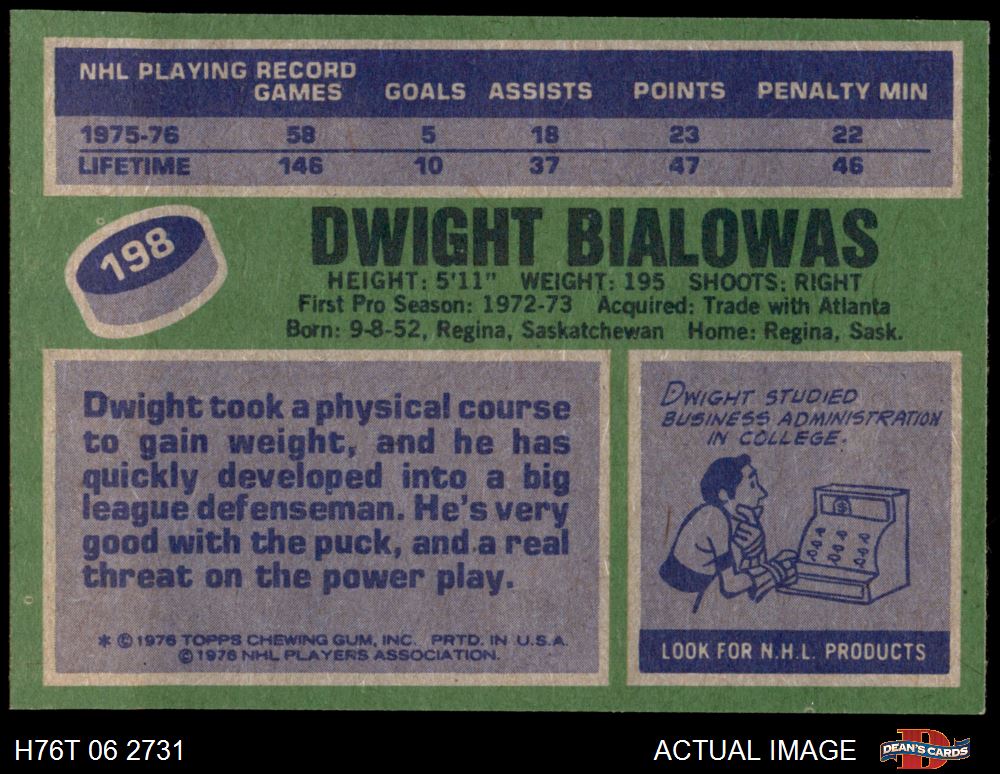 NHL PLAYING RECORD
GAMES GOALS ASSISTS POINTS PENALTY MIN
1975-76 58 5 18 23 22
LIFETIME 146 10 37 47 46
198
DWIGHT BIALOWAS
HEIGHT: 5'11" WEIGHT: 195 SHOOTS: RIGHT
First Pro Season: 1972-73 Acquired: Trade with Atlanta
Born: 9-8-52, Regina, Saskatchewan Home: Regina, Sask.
Dwight took a physical course
to gain weight, and he has
quickly developed into a big
league defenseman. He's very
good with the puck, and a real
threat on the power play.
* © 1976 TOPPS CHEWING GUM, INC. PRTD. IN U.S.A.
© 1976 NHL PLAYERS ASSOCIATION.
DWIGHT STUDIED
BUSINESS ADMINISTRATION
IN COLLEGE.
$
LOOK FOR N.H.L. PRODUCTS
H76T 06 2731
ACTUAL IMAGE
DEAN'S CARDS